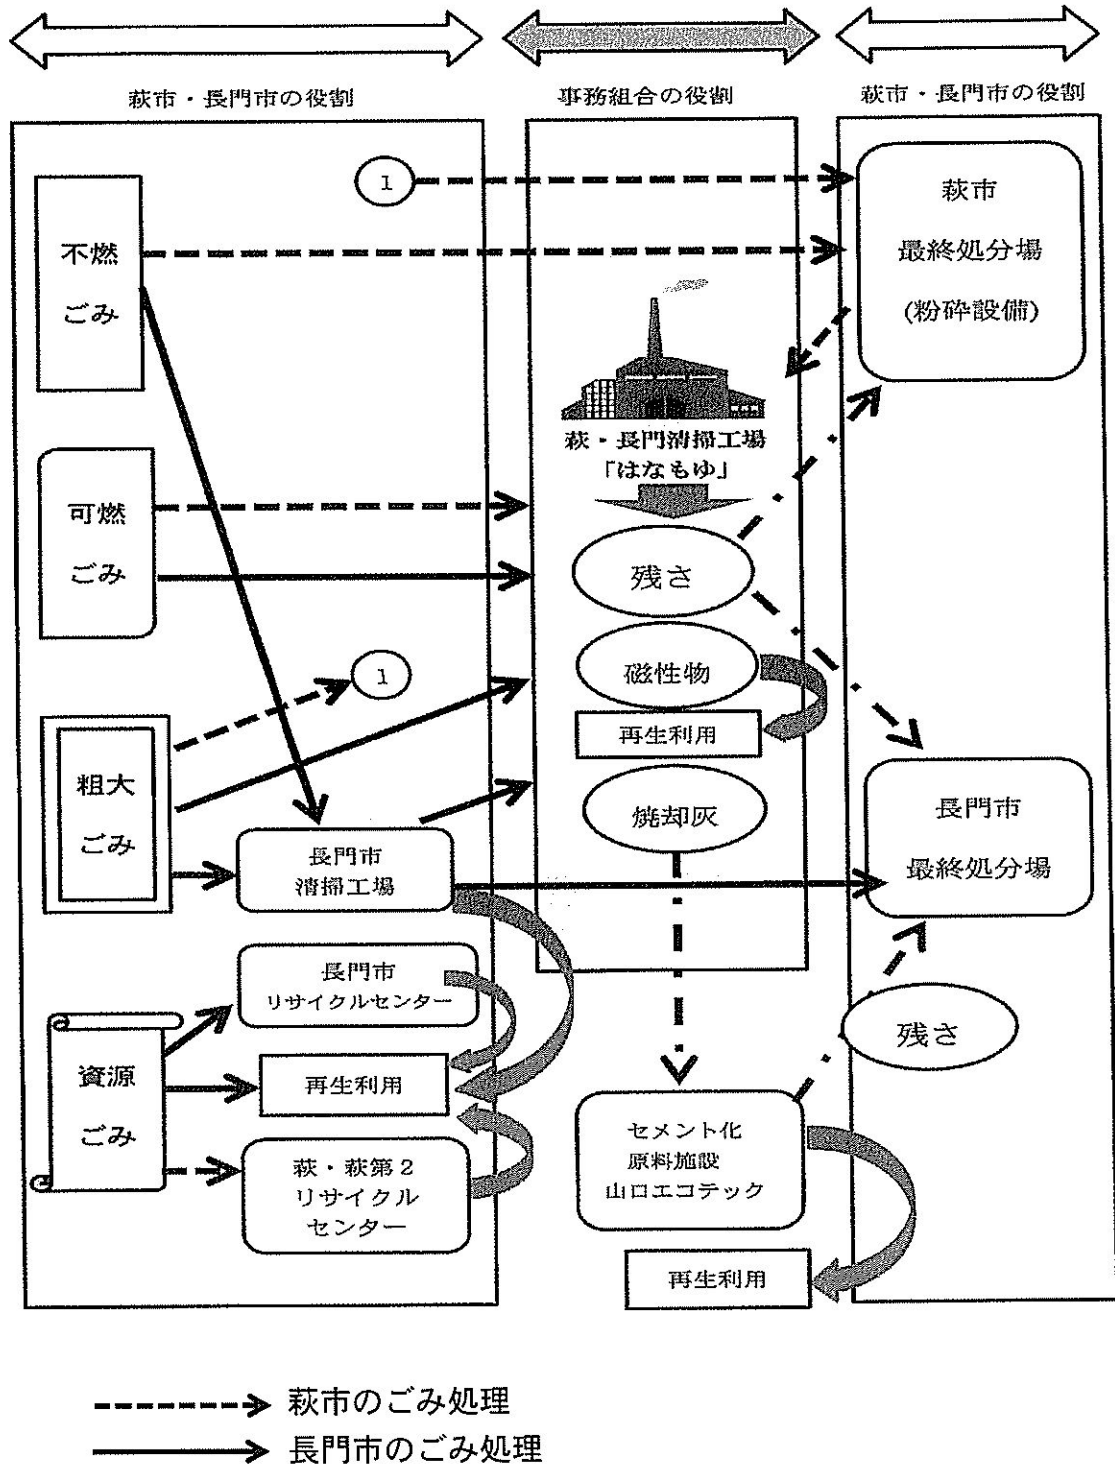 萩市・長門市の役割
事務組合の役割
萩市・長門市の役割
1
不燃
ごみ
萩市
最終処分場
(粉砕設備)
萩・長門清掃工場
「はなもゆ」
可燃
ごみ
残さ
1
磁性物
再生利用
粗大
ごみ
焼却灰
長門市
清掃工場
長門市
最終処分場
長門市
リサイクルセンター
残さ
資源
ごみ
再生利用
セメント化
原料施設
山口エコテック
萩・萩第2
リサイクル
センター
再生利用
萩市のごみ処理
長門市のごみ処理